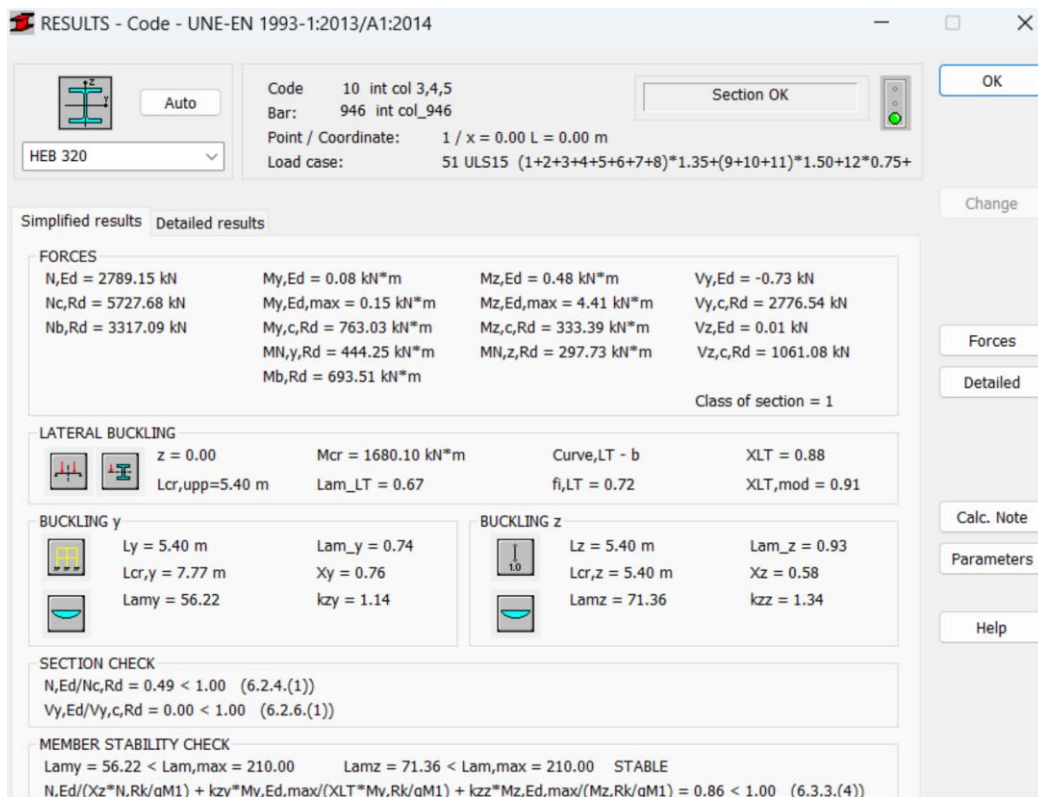 RESULTS - Code - UNE-EN 1993-1:2013/A1:2014
Auto
HEB 320
Code 10 int col 3,4,5
Bar: 946 int col_946
Point / Coordinate: 1 / x = 0.00 L = 0.00 m
Load case: 51 ULS15 (1+2+3+4+5+6+7+8)*1.35+(9+10+11)*1.50+12*0.75+
Section OK
OK
Change
Forces
Detailed
Calc. Note
Parameters
Help
Simplified results Detailed results
FORCES
N,Ed = 2789.15 kN My,Ed = 0.08 kN*m Mz,Ed = 0.48 kN*m Vy,Ed = -0.73 kN
Nc,Rd = 5727.68 kN My,Ed,max = 0.15 kN*m Mz,Ed,max = 4.41 kN*m Vy,c,Rd = 2776.54 kN
Nb,Rd = 3317.09 kN My,c,Rd = 763.03 kN*m Mz,c,Rd = 333.39 kN*m Vz,Ed = 0.01 kN
MN,y,Rd = 444.25 kN*m MN,z,Rd = 297.73 kN*m Vz,c,Rd = 1061.08 kN
Mb,Rd = 693.51 kN*m
Class of section = 1
LATERAL BUCKLING
z = 0.00 Mcr = 1680.10 kN*m Curve,LT - b XLT = 0.88
Lcr,upp=5.40 m Lam_LT = 0.67 fi,LT = 0.72 XLT,mod = 0.91
BUCKLING y
Ly = 5.40 m Lam_y = 0.74
Lcr,y = 7.77 m Xy = 0.76
Lamy = 56.22 kzy = 1.14
BUCKLING z
1.0
Lz = 5.40 m Lam_z = 0.93
Lcr,z = 5.40 m Xz = 0.58
Lamz = 71.36 kzz = 1.34
SECTION CHECK
N,Ed/Nc,Rd = 0.49 < 1.00 (6.2.4.(1))
Vy,Ed/Vy,c,Rd = 0.00 < 1.00 (6.2.6.(1))
MEMBER STABILITY CHECK
Lamy = 56.22 < Lam,max = 210.00 Lamz = 71.36 < Lam,max = 210.00 STABLE
N,Ed/(Xz*N,Rk/gM1) + kzy*My,Ed,max/(XLT*My,Rk/gM1) + kzz*Mz,Ed,max/(Mz,Rk/gM1) = 0.86 < 1.00 (6.3.3.(4))